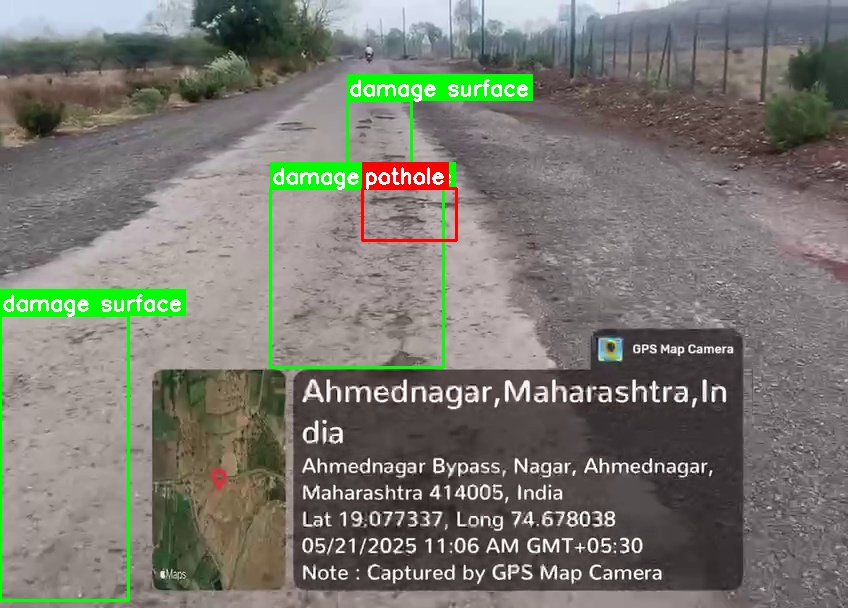 damage surface
damage pothole
damage surface
GPS Map Camera
Ahmednagar,Maharashtra,In
dia
Ahmednagar Bypass, Nagar, Ahmednagar,
Maharashtra 414005, India
Lat 19.077337, Long 74.678038
05/21/2025 11:06 AM GMT+05:30
Note : Captured by GPS Map Camera
Maps